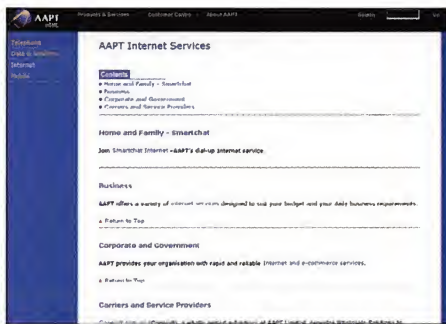 AAPT
Products & Services Customer Centre About AAPT Search
Telephony
Internet
Mobile
AAPT Internet Services
Contents
Home and Family - Smartchat
Business
Corporate and Government
Carriers and Service Providers
Home and Family - Smartchat
Join Smartchat Internet - AAPT's dial-up internet service.
Business
AAPT offers a variety of internet services designed to suit your budget and your daily business requirements.
Return to Top
Corporate and Government
AAPT provides your organisation with rapid and reliable internet and e-commerce services.
Return to Top
Carriers and Service Providers